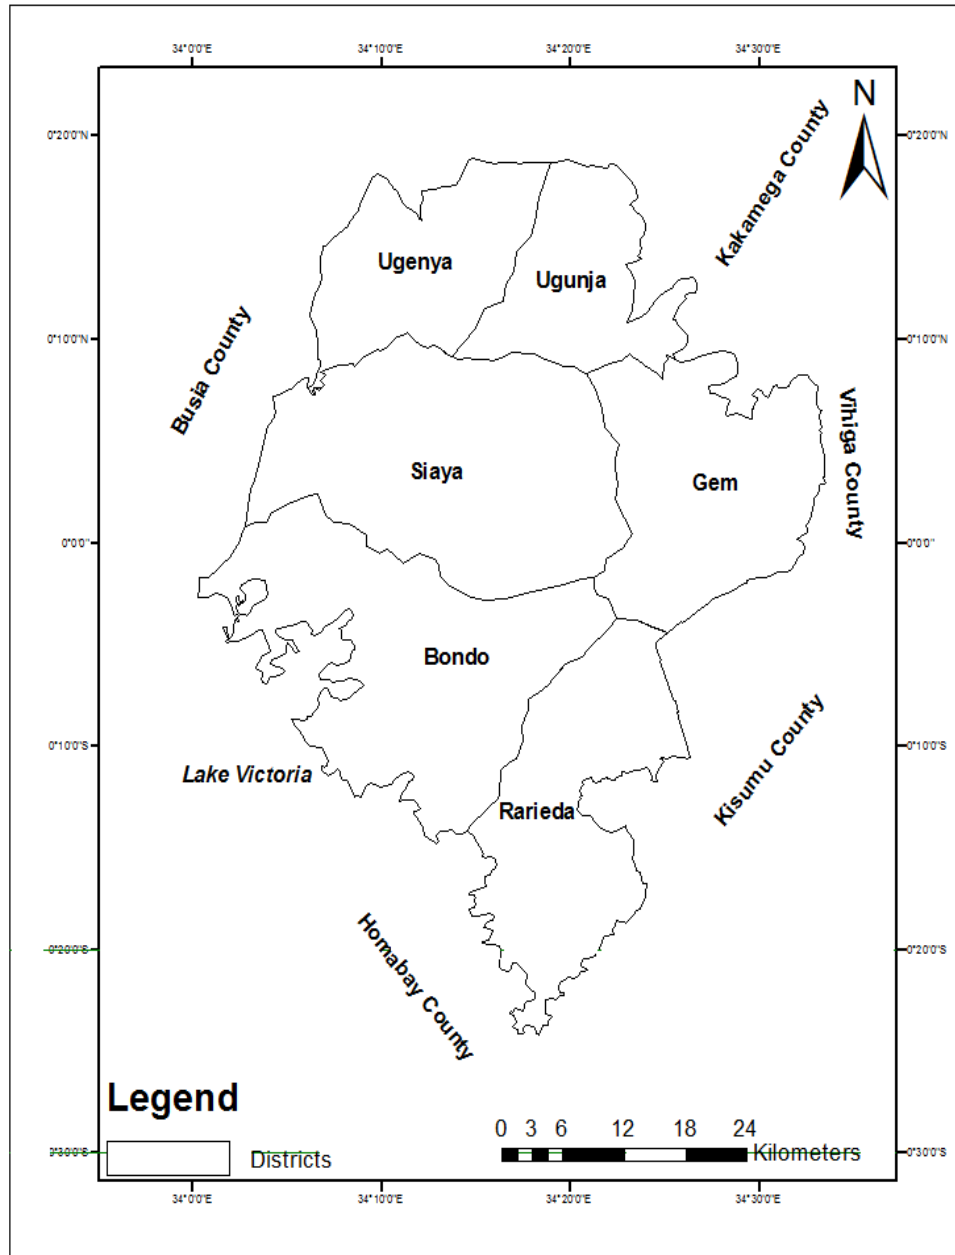 34°0'0"E 34°10'0"E 34°20'0"E 34°30'0"E
N
0°20'0"N 0°20'0"N
Kakamega County
Ugenya
Ugunja
0°10'0"N 0°10'0"N
Busia County
Vihiga County
Siaya
Gem
0°0'0" 0°0'0"
Bondo
0°10'0"S 0°10'0"S
Kisumu County
Lake Victoria
Rarieda
0°20'0"S 0°20'0"S
Homabay County
Legend
0 3 6 12 18 24
Kilometers
0°30'0"S 0°30'0"S
Districts
34°0'0"E 34°10'0"E 34°20'0"E 34°30'0"E